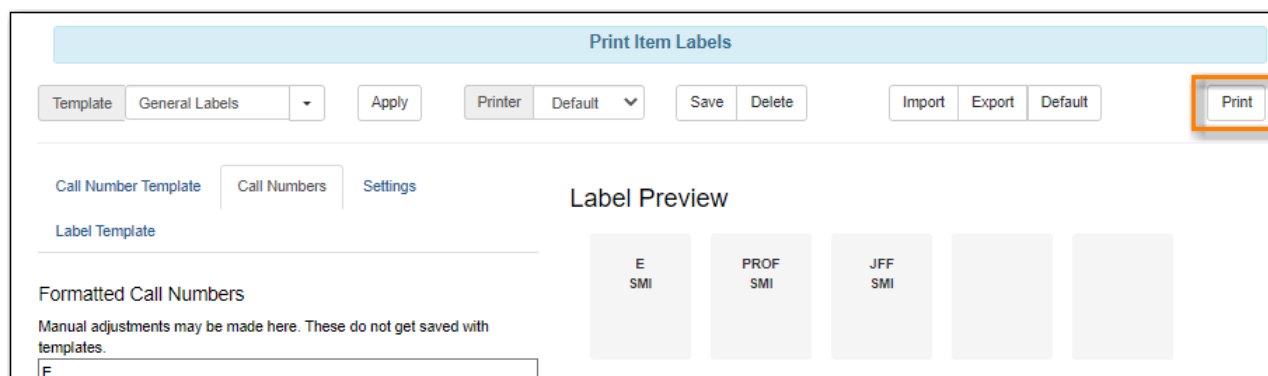 Print Item Labels
Template General Labels Apply Printer Default Save Delete Import Export Default Print
Call Number Template Call Numbers Settings
Label Template
Label Preview
E PROF JFF
SMI SMI SMI
Formatted Call Numbers
Manual adjustments may be made here. These do not get saved with
templates.
E